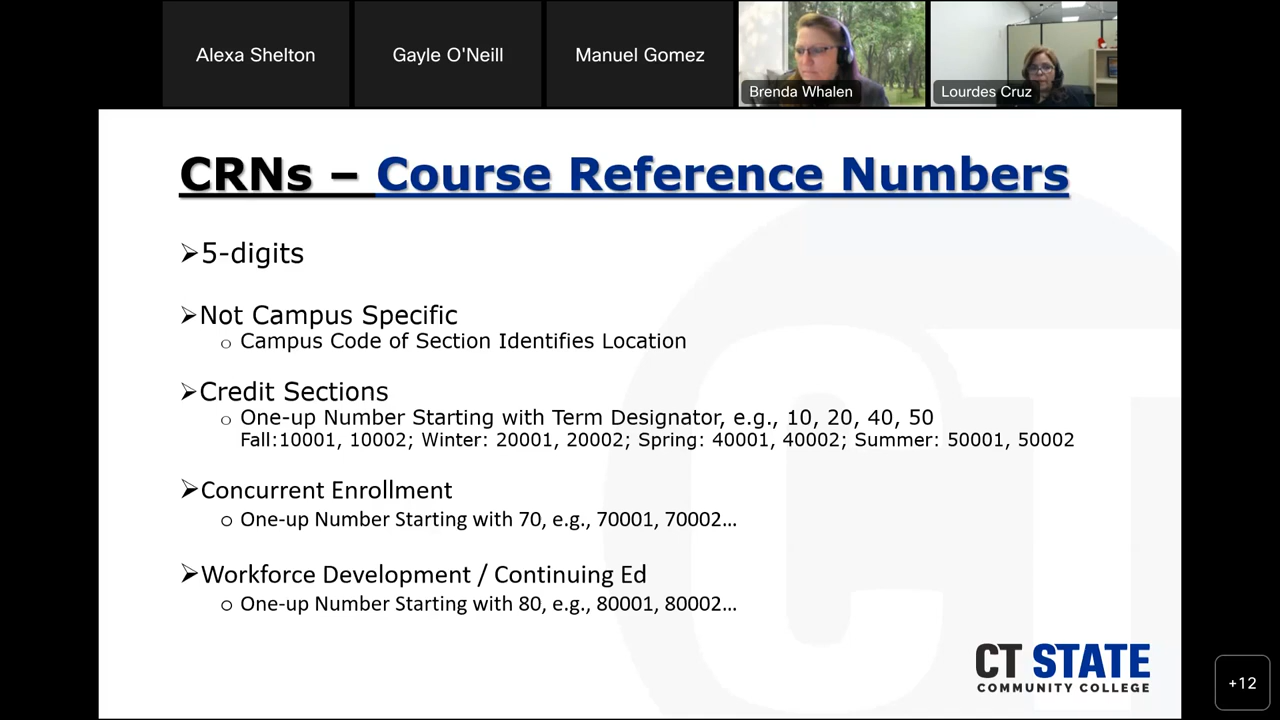 Alexa Shelton
Gayle O'Neill
Manuel Gomez
Brenda Whalen
Lourdes Cruz
CRNs – Course Reference Numbers
➢5-digits
➢Not Campus Specific
○ Campus Code of Section Identifies Location
➢Credit Sections
○ One-up Number Starting with Term Designator, e.g., 10, 20, 40, 50
Fall:10001, 10002; Winter: 20001, 20002; Spring: 40001, 40002; Summer: 50001, 50002
➢Concurrent Enrollment
○ One-up Number Starting with 70, e.g., 70001, 70002…
➢Workforce Development / Continuing Ed
○ One-up Number Starting with 80, e.g., 80001, 80002…
CT STATE
COMMUNITY COLLEGE
+12